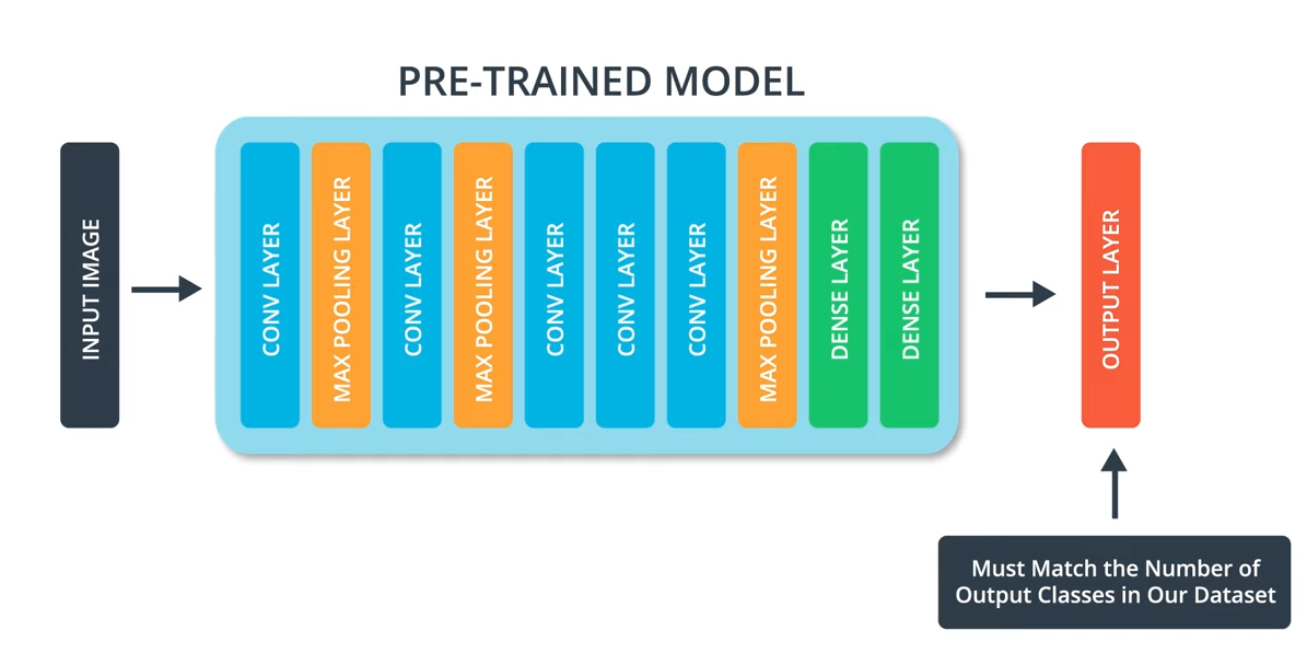 PRE-TRAINED MODEL
INPUT IMAGE
CONV LAYER
MAX POOLING LAYER
CONV LAYER
MAX POOLING LAYER
CONV LAYER
CONV LAYER
CONV LAYER
MAX POOLING LAYER
DENSE LAYER
DENSE LAYER
OUTPUT LAYER
Must Match the Number of
Output Classes in Our Dataset